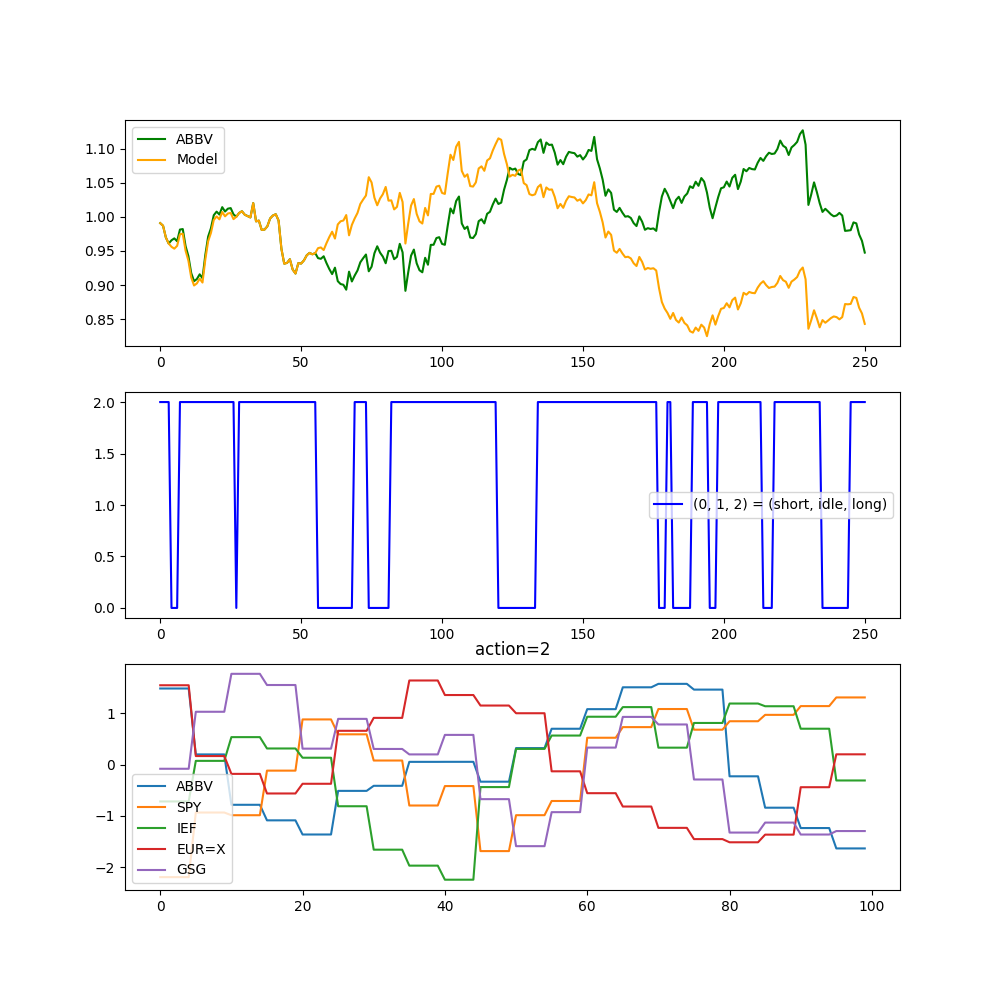 ABBV
Model
1.10
1.05
1.00
0.95
0.90
0.85
0 50 100 150 200 250
2.0
1.5
1.0
0.5
0.0
(0, 1, 2) = (short, idle, long)
0 50 100 150 200 250
action=2
1
0
−1
−2
ABBV
SPY
IEF
EUR=X
GSG
0 20 40 60 80 100